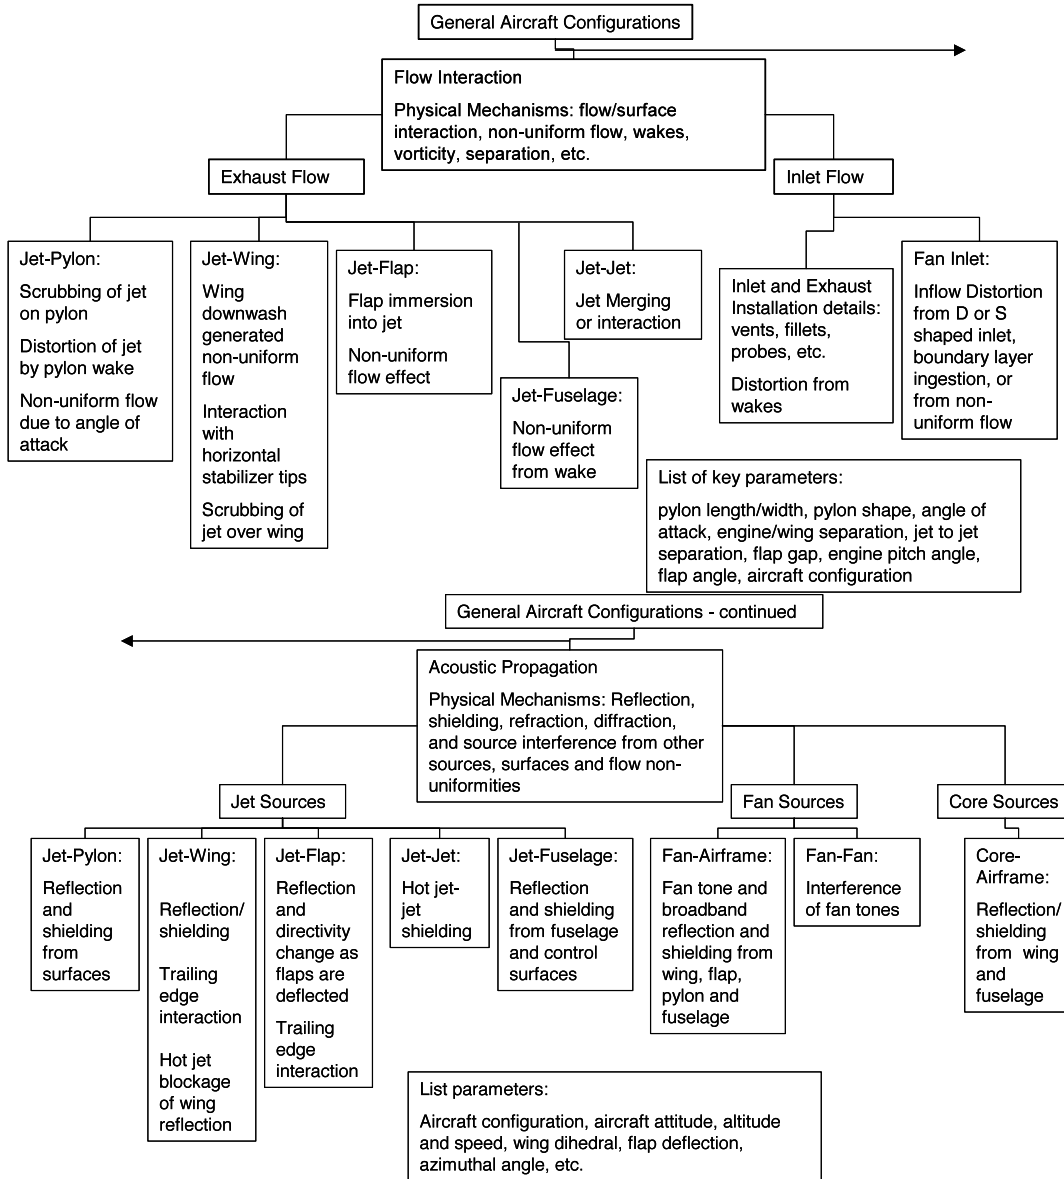 General Aircraft Configurations
Flow Interaction
Physical Mechanisms: flow/surface
interaction, non-uniform flow, wakes,
vorticity, separation, etc.
Exhaust Flow
Inlet Flow
Jet-Pylon:
Scrubbing of jet
on pylon
Distortion of jet
by pylon wake
Non-uniform flow
due to angle of
attack
Jet-Wing:
Wing
downwash
generated
non-uniform
flow
Interaction
with
horizontal
stabilizer tips
Scrubbing of
jet over wing
Jet-Flap:
Flap immersion
into jet
Non-uniform
flow effect
Jet-Fuselage:
Non-uniform
flow effect
from wake
Jet-Jet:
Jet Merging
or interaction
Inlet and Exhaust
Installation details:
vents, fillets,
probes, etc.
Distortion from
wakes
Fan Inlet:
Inflow Distortion
from D or S
shaped inlet,
boundary layer
ingestion, or
from non-
uniform flow
List of key parameters:
pylon length/width, pylon shape, angle of
attack, engine/wing separation, jet to jet
separation, flap gap, engine pitch angle,
flap angle, aircraft configuration
General Aircraft Configurations - continued
Acoustic Propagation
Physical Mechanisms: Reflection,
shielding, refraction, diffraction,
and source interference from other
sources, surfaces and flow non-
uniformities
Jet Sources
Fan Sources
Core Sources
Jet-Pylon:
Reflection
and
shielding
from
surfaces
Jet-Wing:
Reflection/
shielding
Trailing
edge
interaction
Hot jet
blockage
of wing
reflection
Jet-Flap:
Reflection
and
directivity
change as
flaps are
deflected
Trailing
edge
interaction
Jet-Jet:
Hot jet-
jet
shielding
Jet-Fuselage:
Reflection
and shielding
from fuselage
and control
surfaces
Fan-Airframe:
Fan tone and
broadband
reflection and
shielding from
wing, flap,
pylon and
fuselage
Fan-Fan:
Interference
of fan tones
Core-
Airframe:
Reflection/
shielding
from wing
and
fuselage
List parameters:
Aircraft configuration, aircraft attitude, altitude
and speed, wing dihedral, flap deflection,
azimuthal angle, etc.